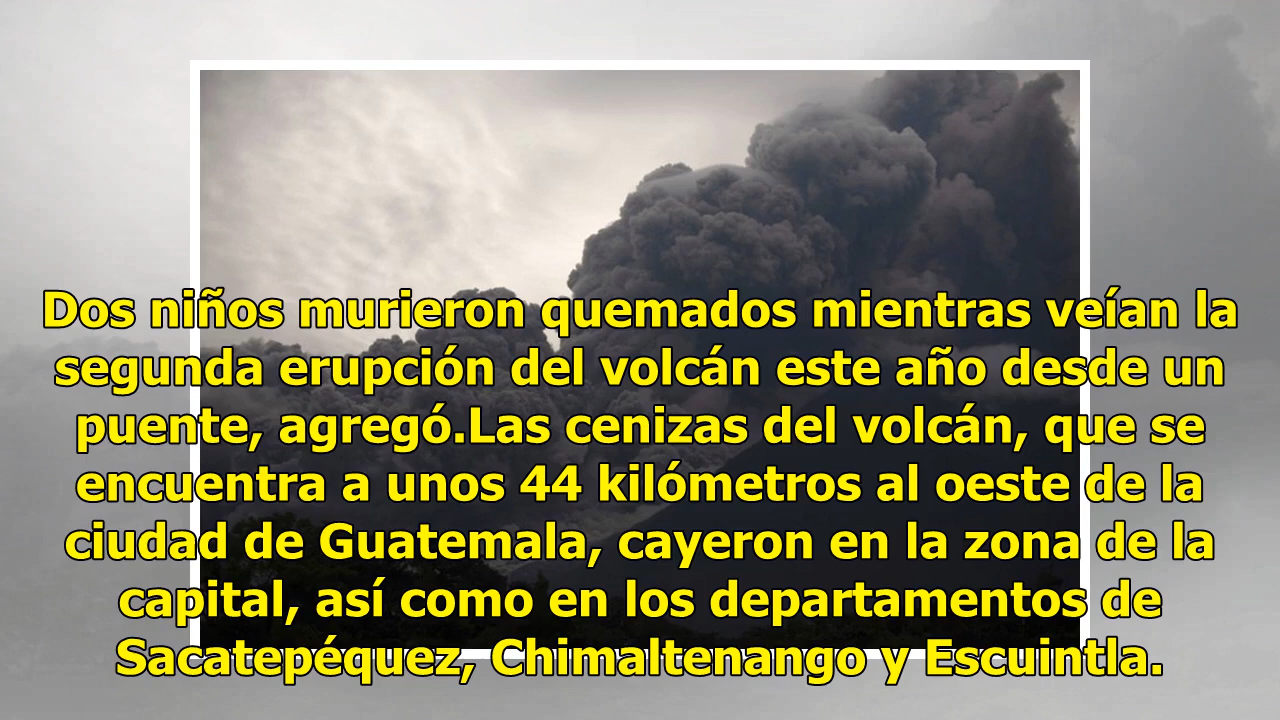 Dos niños murieron quemados mientras veían la
segunda erupción del volcán este año desde un
puente, agregó.Las cenizas del volcán, que se
encuentra a unos 44 kilómetros al oeste de la
ciudad de Guatemala, cayeron en la zona de la
capital, así como en los departamentos de
Sacatepéquez, Chimaltenango y Escuintla.